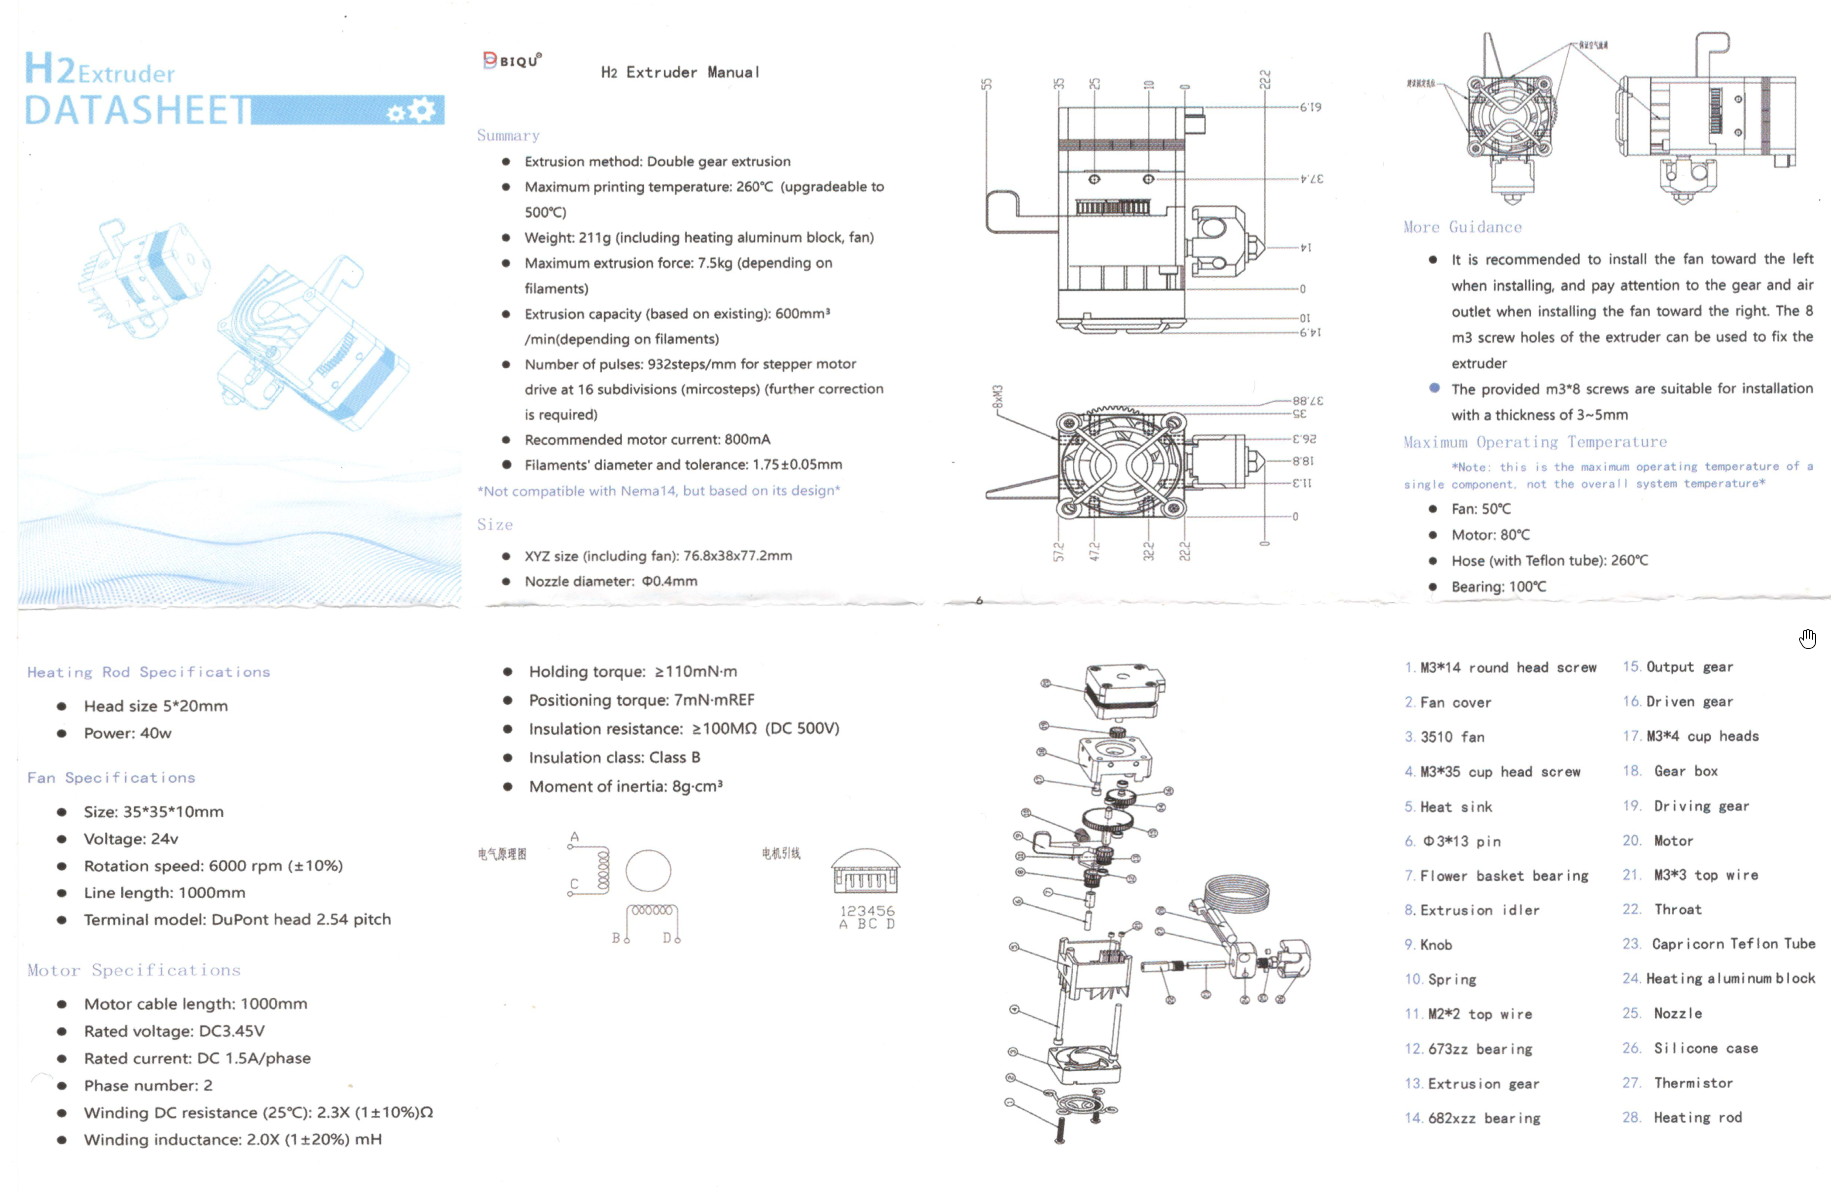 H2 Extruder
DATASHEET
BIQU®
H2 Extruder Manual
Summary
● Extrusion method: Double gear extrusion
● Maximum printing temperature: 260℃ (upgradeable to
500℃)
● Weight: 211g (including heating aluminum block, fan)
● Maximum extrusion force: 7.5kg (depending on
filaments)
● Extrusion capacity (based on existing): 600mm³
/min(depending on filaments)
● Number of pulses: 932steps/mm for stepper motor
drive at 16 subdivisions (mircosteps) (further correction
is required)
● Recommended motor current: 800mA
● Filaments' diameter and tolerance: 1.75±0.05mm
*Not compatible with Nema14, but based on its design*
Size
● XYZ size (including fan): 76.8x38x77.2mm
● Nozzle diameter: Φ0.4mm
55
35
25
10
0
22.2
61.9
37.4
14
0
10
14.9
8xM3
37.88
35
26.3
18.8
11.3
0
57.2
47.2
32.2
22.2
0
6
More Guidance
● It is recommended to install the fan toward the left
when installing, and pay attention to the gear and air
outlet when installing the fan toward the right. The 8
m3 screw holes of the extruder can be used to fix the
extruder
● The provided m3*8 screws are suitable for installation
with a thickness of 3~5mm
Maximum Operating Temperature
*Note: this is the maximum operating temperature of a
single component, not the overall system temperature*
● Fan: 50℃
● Motor: 80℃
● Hose (with Teflon tube): 260℃
● Bearing: 100℃
Heating Rod Specifications
● Head size 5*20mm
● Power: 40w
Fan Specifications
● Size: 35*35*10mm
● Voltage: 24v
● Rotation speed: 6000 rpm (±10%)
● Line length: 1000mm
● Terminal model: DuPont head 2.54 pitch
Motor Specifications
● Motor cable length: 1000mm
● Rated voltage: DC3.45V
● Rated current: DC 1.5A/phase
● Phase number: 2
● Winding DC resistance (25℃): 2.3X (1±10%)Ω
● Winding inductance: 2.0X (1±20%) mH
● Holding torque: ≥110mN·m
● Positioning torque: 7mN·mREF
● Insulation resistance: ≥100MΩ (DC 500V)
● Insulation class: Class B
● Moment of inertia: 8g·cm³
电气原理图
A
C
B
D
电机引线
123456
A BC D
1. M3*14 round head screw
2. Fan cover
3. 3510 fan
4. M3*35 cup head screw
5. Heat sink
6. Φ3*13 pin
7. Flower basket bearing
8. Extrusion idler
9. Knob
10. Spring
11. M2*2 top wire
12. 673zz bearing
13. Extrusion gear
14. 682xzz bearing
15. Output gear
16. Driven gear
17. M3*4 cup heads
18. Gear box
19. Driving gear
20. Motor
21. M3*3 top wire
22. Throat
23. Capricorn Teflon Tube
24. Heating aluminum block
25. Nozzle
26. Silicone case
27. Thermistor
28. Heating rod